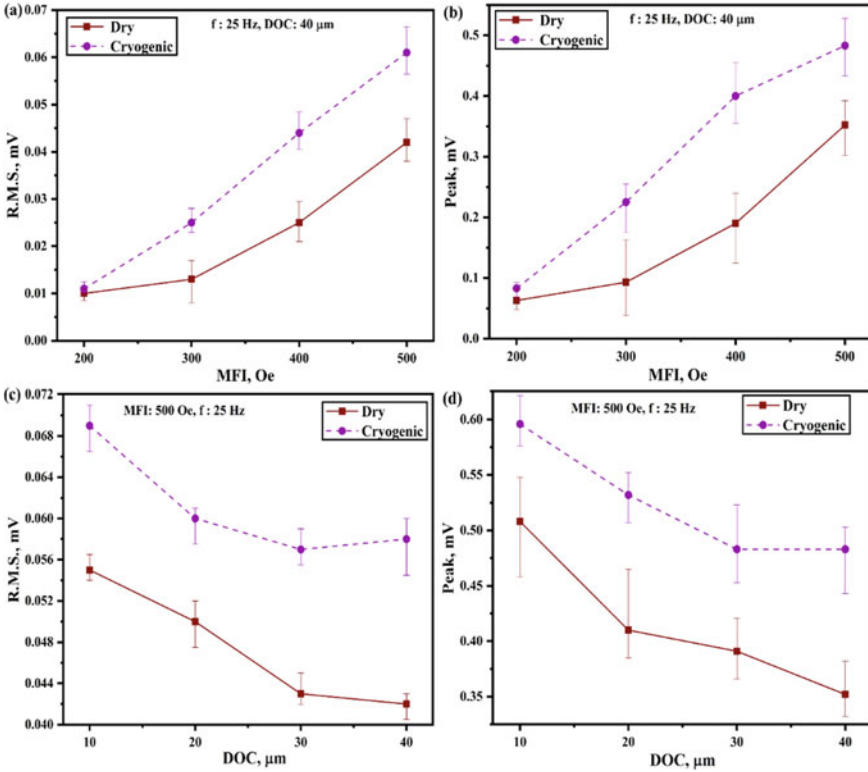 (a)
f : 25 Hz, DOC: 40 μm
Dry
Cryogenic
R.M.S., mV
0.07
0.06
0.05
0.04
0.03
0.02
0.01
0.00
200
300
400
500
MFI, Oe
(b)
f : 25 Hz, DOC: 40 μm
Dry
Cryogenic
Peak, mV
0.5
0.4
0.3
0.2
0.1
0.0
200
300
400
500
MFI, Oe
(c)
MFI: 500 Oe, f : 25 Hz
Dry
Cryogenic
R.M.S., mV
0.072
0.068
0.064
0.060
0.056
0.052
0.048
0.044
0.040
10
20
30
40
DOC, μm
(d)
MFI: 500 Oe, f : 25 Hz
Dry
Cryogenic
Peak, mV
0.60
0.55
0.50
0.45
0.40
0.35
10
20
30
40
DOC, μm